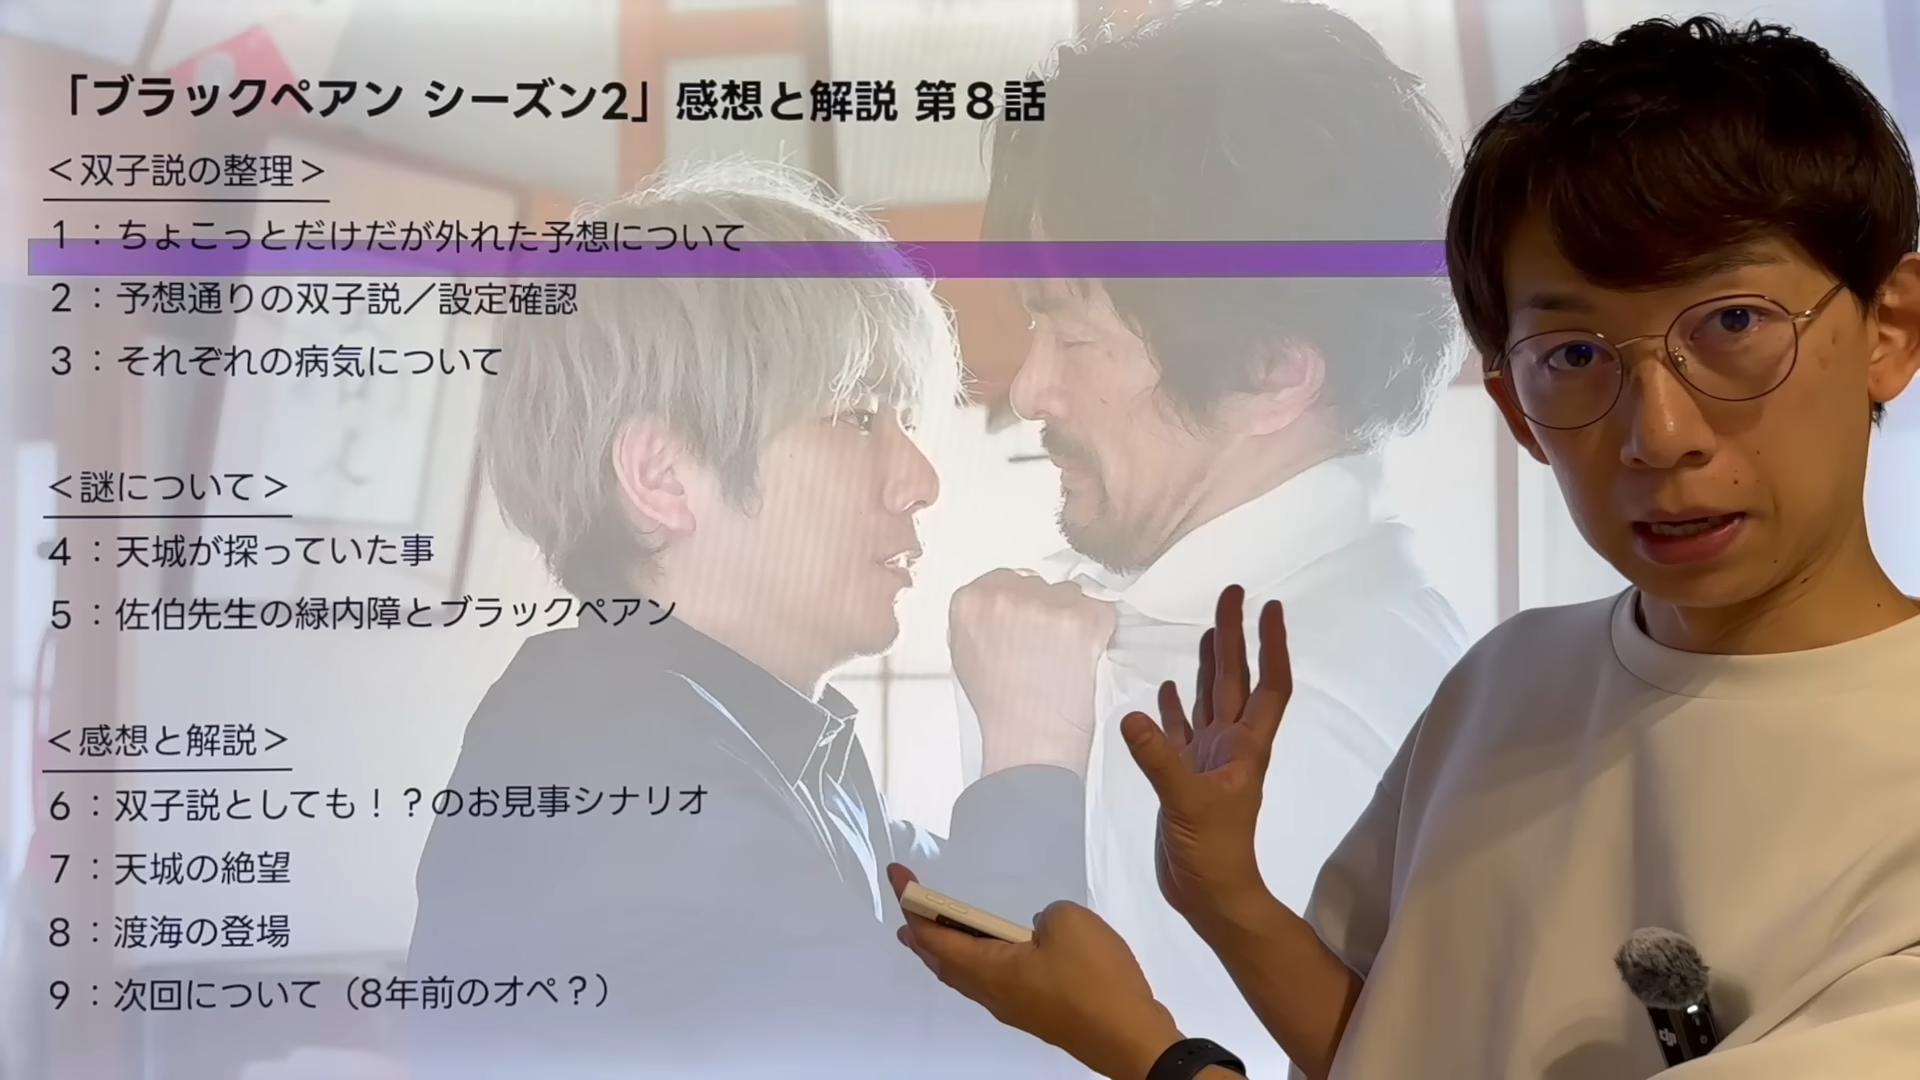 「ブラックペアン シーズン2」感想と解説 第8話
<双子説の整理>
1：ちょこっとだけだが外れた予想について
2：予想通りの双子説／設定確認
3：それぞれの病気について
<謎について>
4：天城が探っていた事
5：佐伯先生の緑内障とブラックペアン
<感想と解説>
6：双子説としても！？のお見事シナリオ
7：天城の絶望
8：渡海の登場
9：次回について（8年前のオペ？）
dji